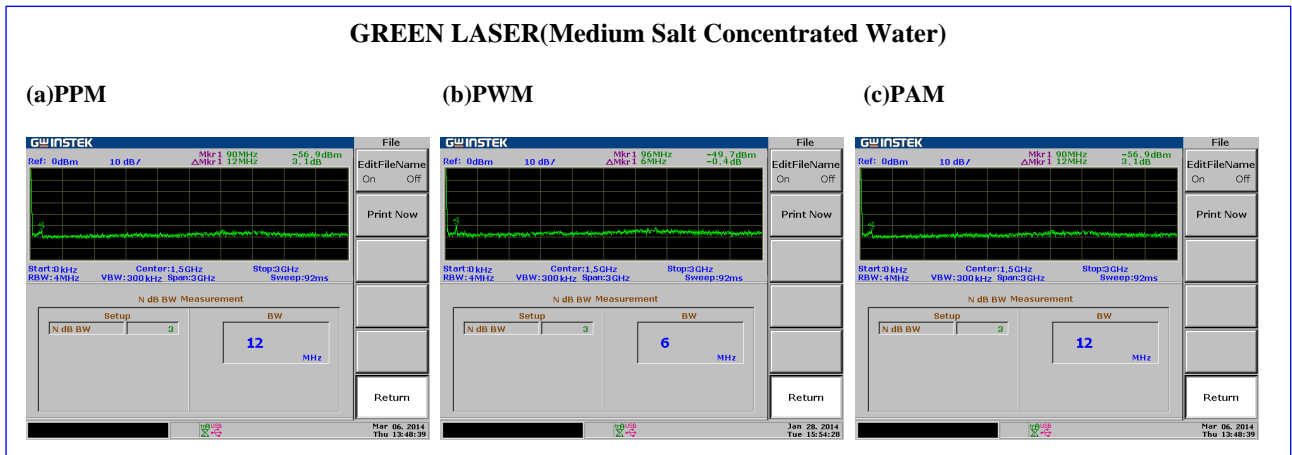 GREEN LASER(Medium Salt Concentrated Water)
(a)PPM
(b)PWM
(c)PAM
GWINSTEK
File
Ref: 0dBm 10 dB/ Mkr1 90MHz -56.9dBm
ΔMkr1 12MHz 3.1dB
EditFileName
On Off
Print Now
Start:0kHz Center:1.5GHz Stop:3GHz
RBW:4MHz VBW:300kHz Span:3GHz Sweep:92ms
N dB BW Measurement
Setup BW
N dB BW 3
12
MHz
Return
USB
Mar 06. 2014
Thu 13:48:39
GWINSTEK
File
Ref: 0dBm 10 dB/ Mkr1 96MHz -49.7dBm
ΔMkr1 6MHz -0.4dB
EditFileName
On Off
Print Now
Start:0kHz Center:1.5GHz Stop:3GHz
RBW:4MHz VBW:300kHz Span:3GHz Sweep:92ms
N dB BW Measurement
Setup BW
N dB BW 3
6
MHz
Return
USB
Jan 28. 2014
Tue 15:54:28
GWINSTEK
File
Ref: 0dBm 10 dB/ Mkr1 90MHz -56.9dBm
ΔMkr1 12MHz 3.1dB
EditFileName
On Off
Print Now
Start:0kHz Center:1.5GHz Stop:3GHz
RBW:4MHz VBW:300kHz Span:3GHz Sweep:92ms
N dB BW Measurement
Setup BW
N dB BW 3
12
MHz
Return
USB
Mar 06. 2014
Thu 13:48:39